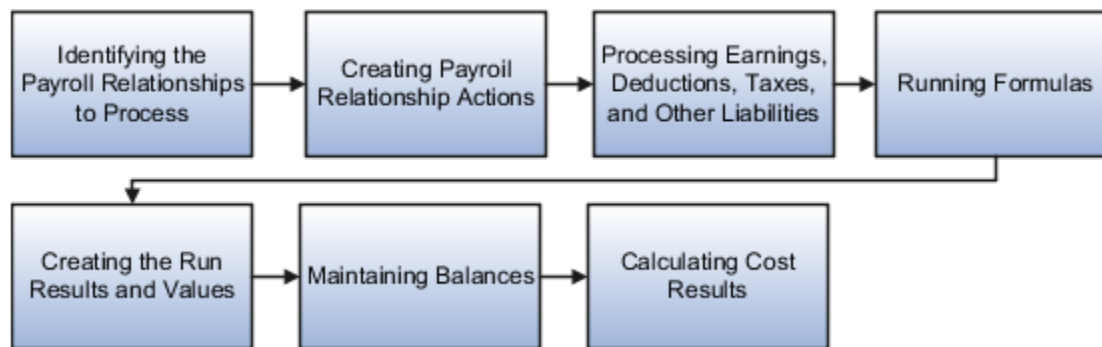 Identifying the
Payroll Relationships
to Process
Creating Payroil
Relationship Actions
Processing Earnings,
Deductions, Taxes,
and Other Liabilities
Running Formulas
Creating the Run
Results and Values
Maintaining Balances
Calculating Cost
Results